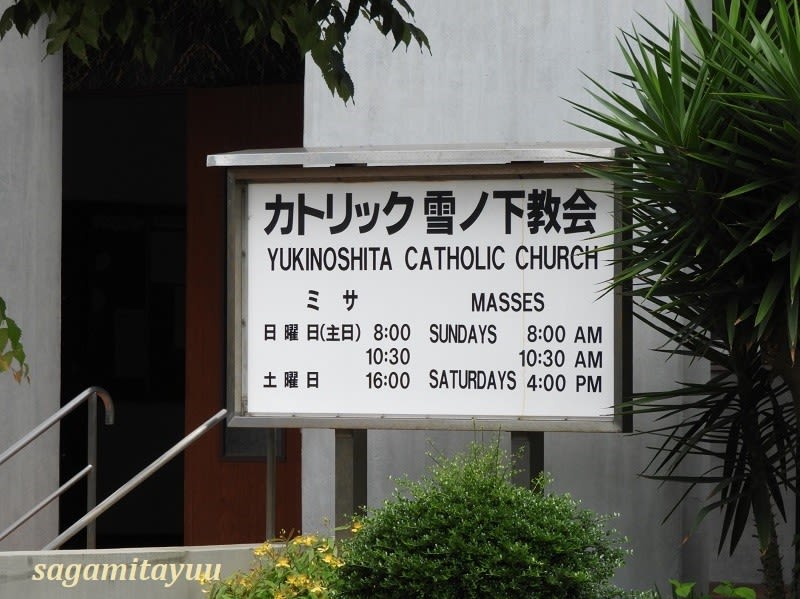 カトリック 雪ノ下教会
YUKINOSHITA CATHOLIC CHURCH
ミサ MASSES
日曜日(主日) 8:00 SUNDAYS 8:00 AM
10:30 10:30 AM
土曜日 16:00 SATURDAYS 4:00 PM
sagamitayuu